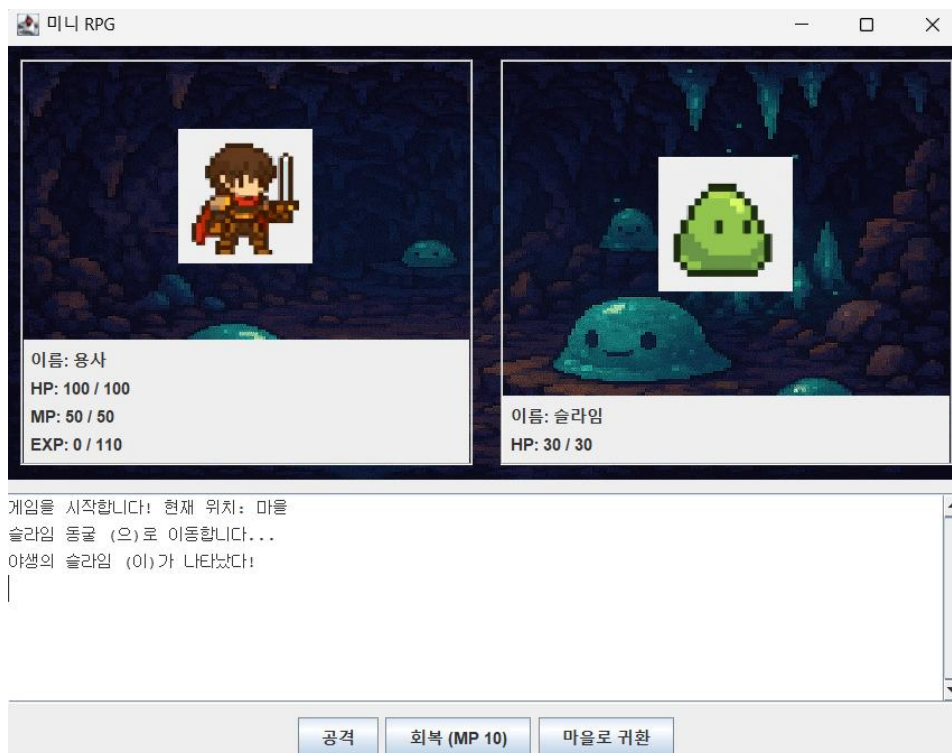 미니 RPG
이름: 용사
HP: 100 / 100
MP: 50 / 50
EXP: 0 / 110
이름: 슬라임
HP: 30 / 30
게임을 시작합니다! 현재 위치: 마을
슬라임 동굴 (으)로 이동합니다...
야생의 슬라임 (이)가 나타났다!
공격
회복 (MP 10)
마을로 귀환